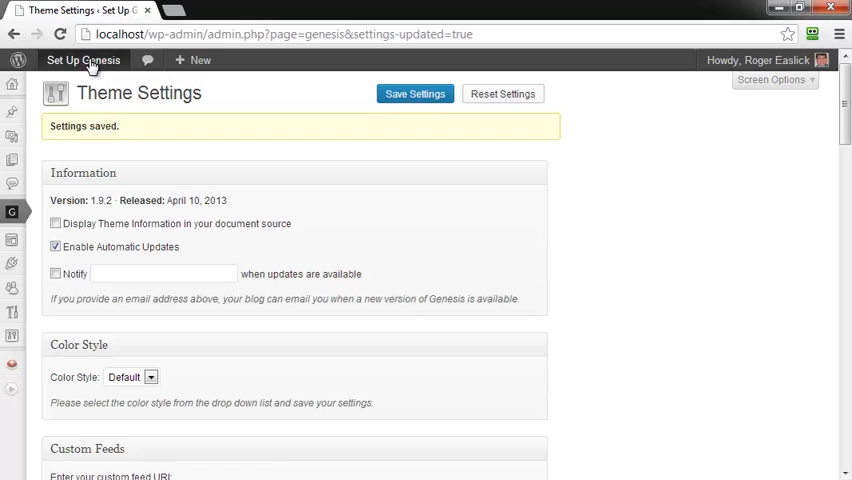 Theme Settings ‹ Set Up G
localhost/wp-admin/admin.php?page=genesis&settings-updated=true
Set Up Genesis
New
Howdy, Roger Easlick
Screen Options
Theme Settings
Save Settings
Reset Settings
Settings saved.
Information
Version: 1.9.2 · Released: April 10, 2013
Display Theme Information in your document source
Enable Automatic Updates
Notify when updates are available
If you provide an email address above, your blog can email you when a new version of Genesis is available.
G
Color Style
Color Style: Default
Please select the color style from the drop down list and save your settings.
Custom Feeds
Enter your custom feed URI: